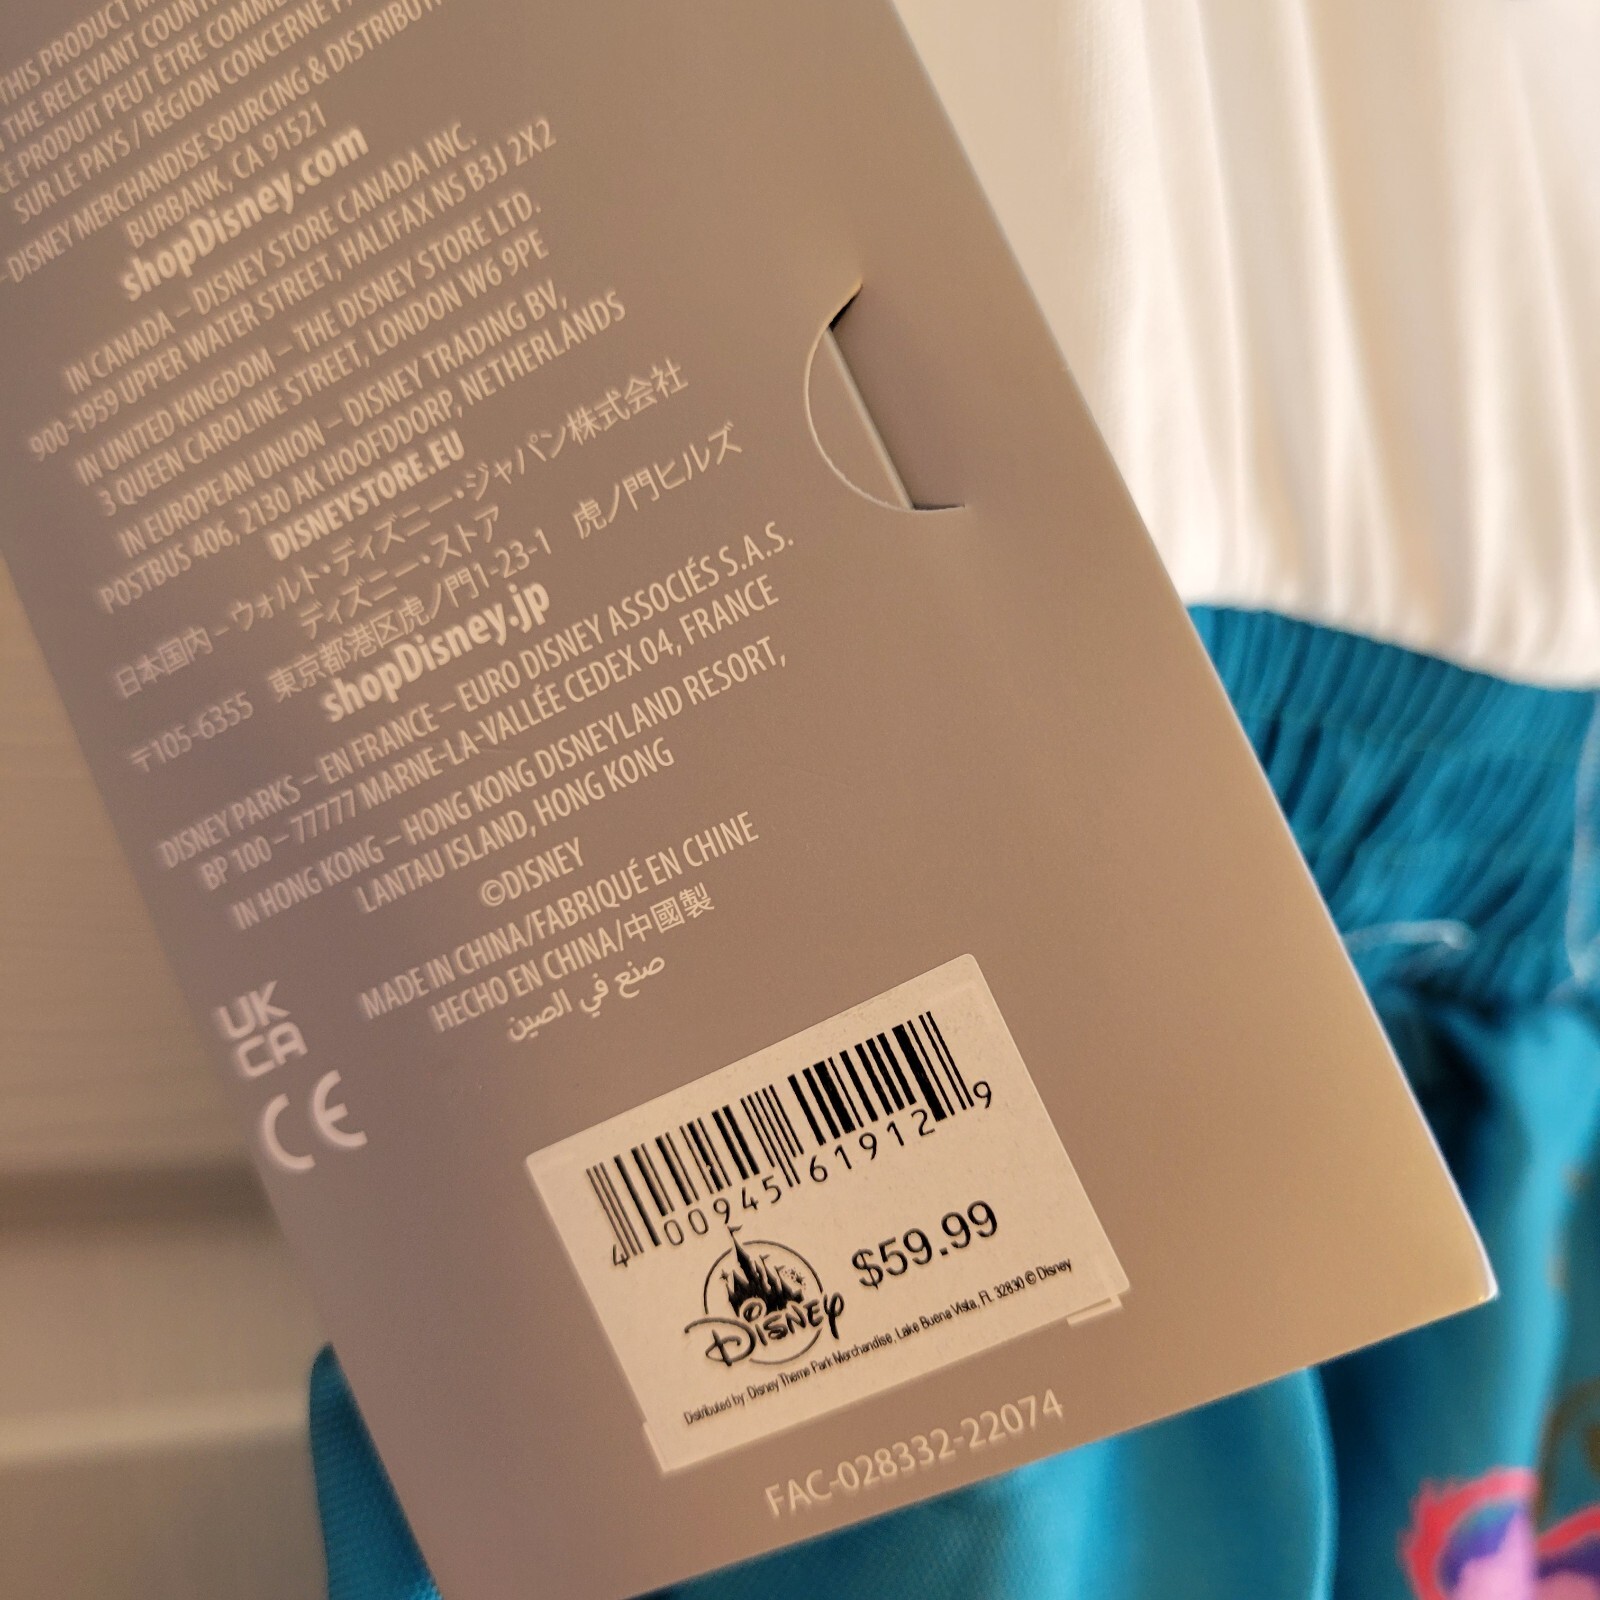 THIS PRODUCT
THE RELEVANT
CE PRODUIT PEUT ÊTRE
SUR LE PAYS / RÉGION CONCERNÉ
DISNEY MERCHANDISE SOURCING &
BURBANK, CA 91521
shopDisney.com
IN CANADA – DISNEY STORE CANADA INC.
900-1959 UPPER WATER STREET, HALIFAX NS B3J 2X2
IN UNITED KINGDOM – THE DISNEY STORE LTD.
3 QUEEN CAROLINE STREET, LONDON W6 9PE
IN EUROPEAN UNION – DISNEY TRADING BV,
POSTBUS 406, 2130 AK HOOFDDORP, NETHERLANDS
DISNEYSTORE.EU
日本国内 – ウォルト・ディズニー・ジャパン株式会社
ディズニー・ストア
〒105-6355 東京都港区虎ノ門1-23-1 虎ノ門ヒルズ
shopDisney.jp
DISNEY PARKS – EN FRANCE – EURO DISNEY ASSOCIÉS S.A.S.
BP 100 – 77777 MARNE-LA-VALLÉE CEDEX 04, FRANCE
IN HONG KONG – HONG KONG DISNEYLAND RESORT,
LANTAU ISLAND, HONG KONG
©DISNEY
MADE IN CHINA/FABRIQUÉ EN CHINE
HECHO EN CHINA/中國製
صنع في الصين
UK
CA
CE
4 00945 61912 9
Disney
$59.99
Distributed by: Disney Theme Park Merchandise, Lake Buena Vista, Fl. 32830 © Disney
FAC-028332-22074